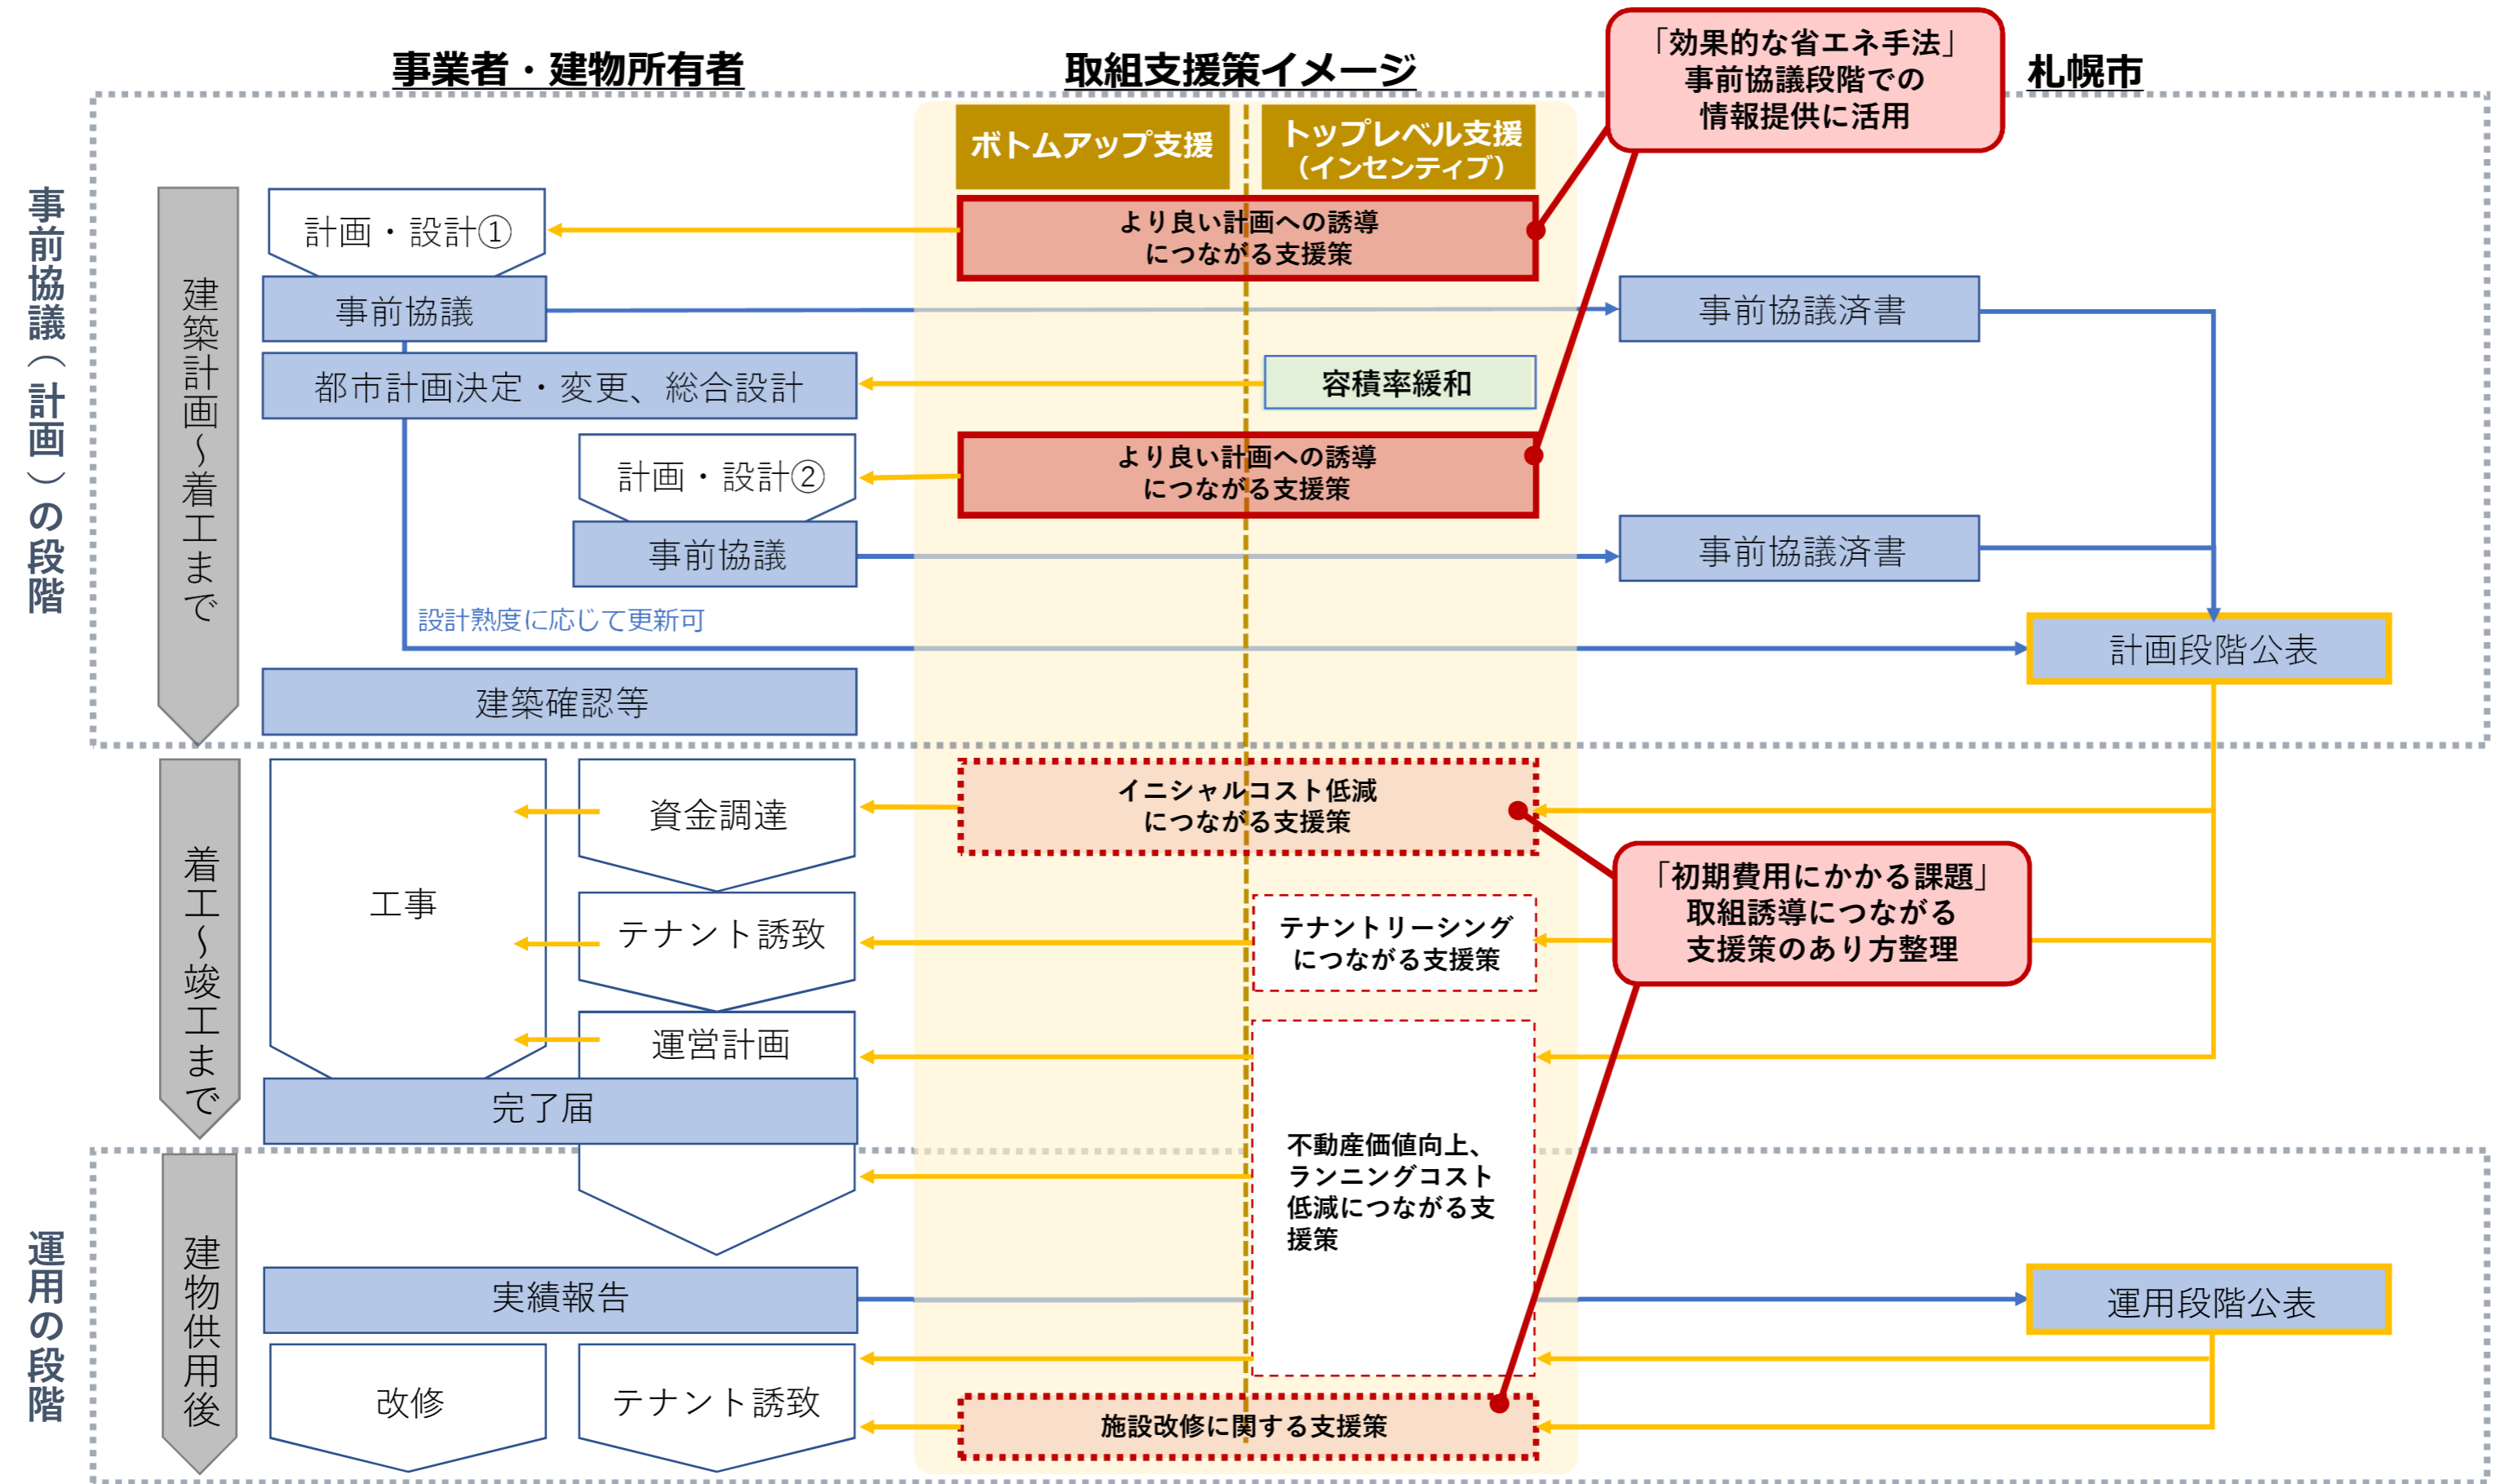 事業者・建物所有者
取組支援策イメージ
札幌市
「効果的な省エネ手法」
事前協議段階での
情報提供に活用
ボトムアップ支援
トップレベル支援
（インセンティブ）
事前協議（計画）の段階
建築計画～着工まで
計画・設計①
より良い計画への誘導
につながる支援策
事前協議
事前協議済書
都市計画決定・変更、総合設計
容積率緩和
計画・設計②
より良い計画への誘導
につながる支援策
事前協議
事前協議済書
設計熟度に応じて更新可
計画段階公表
建築確認等
着工～竣工まで
工事
資金調達
イニシャルコスト低減
につながる支援策
テナント誘致
テナントリーシング
につながる支援策
「初期費用にかかる課題」
取組誘導につながる
支援策のあり方整理
運営計画
完了届
不動産価値向上、
ランニングコスト
低減につながる支
援策
運用の段階
建物供用後
実績報告
運用段階公表
改修
テナント誘致
施設改修に関する支援策